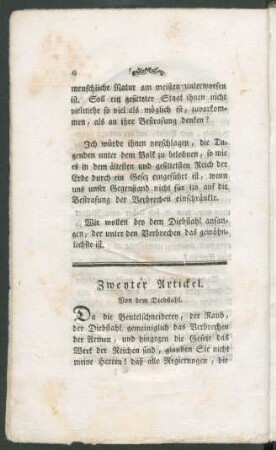 6
menschliche Natur am meisten unterworfen
ist. Soll ein gesitteter Staat ihnen nicht
vielmehr so viel als möglich ist, zuvorkom-
men, als an ihre Bestrafung denken?
Ich würde ihnen vorschlagen, die Tu-
genden unter dem Volk zu belohnen, so wie
es in dem ältesten und gesittetsten Reich der
Erde durch ein Gesez eingeführt ist, wenn
uns unser Gegenstand nicht für izo auf die
Bestrafung der Verbrechen einschränkte.
Wir wollen bey dem Diebstahl anfan-
gen, der unter den Verbrechen das gewöhn-
lichste ist.
Zweyter Artickel.
Von dem Diebstahl.
Da die Beutelschneiderey, der Raub,
der Diebstahl gemeiniglich das Verbrechen
der Armen, und hingegen die Geseze das
Werk der Reichen sind, glauben Sie nicht
meine Herren! daß alle Regierungen, die